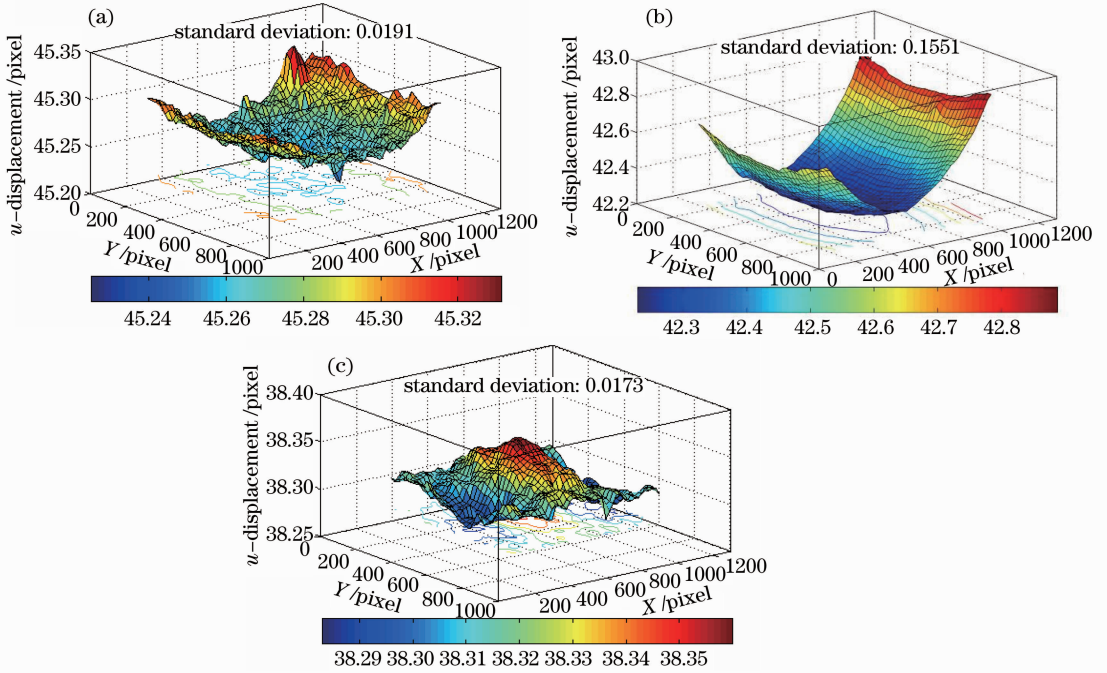 (a)
standard deviation: 0.0191
u-displacement /pixel
45.35
45.30
45.25
45.20
0
200
400
600
800
1000
Y /pixel
200
400
600
800
1000
1200
X /pixel
45.24 45.26 45.28 45.30 45.32
(b)
standard deviation: 0.1551
u-displacement /pixel
43.0
42.8
42.6
42.4
42.2
0
200
400
600
800
1000
Y /pixel
0
200
400
600
800
1000
1200
X /pixel
42.3 42.4 42.5 42.6 42.7 42.8
(c)
standard deviation: 0.0173
u-displacement /pixel
38.40
38.35
38.30
38.25
0
200
400
600
800
1000
Y /pixel
200
400
600
800
1000
1200
X /pixel
38.29 38.30 38.31 38.32 38.33 38.34 38.35